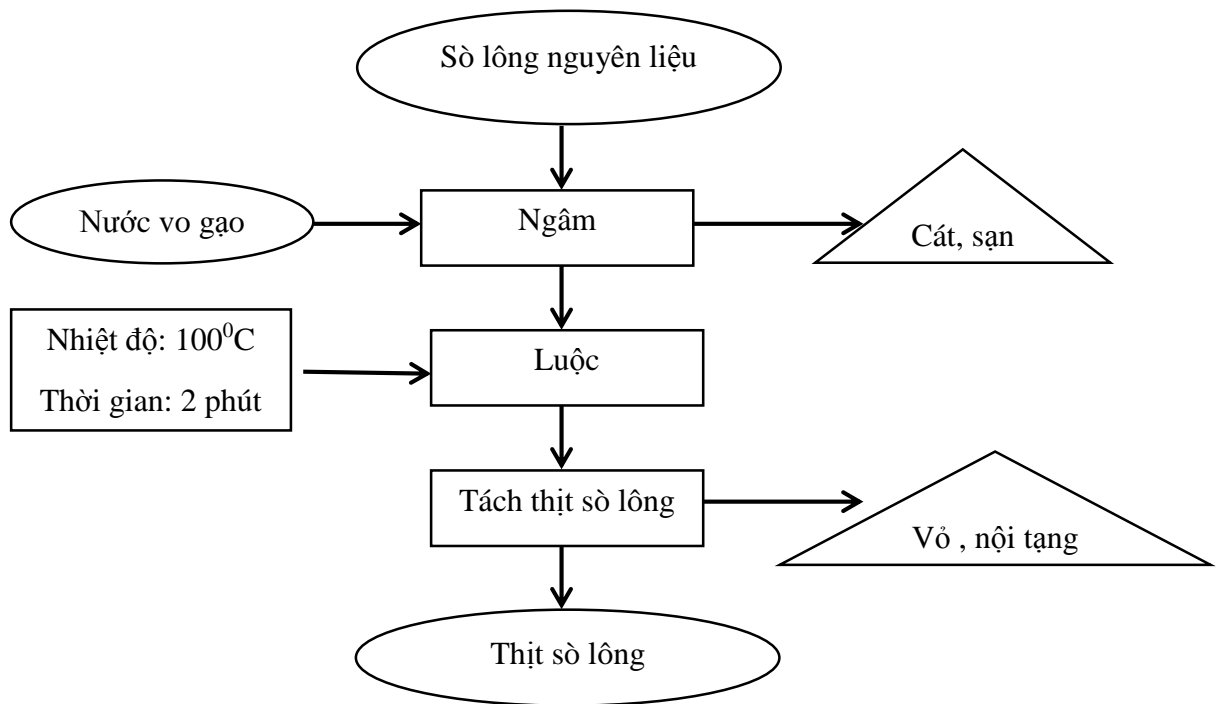 Sò lông nguyên liệu
Nước vo gạo
Ngâm
Cát, sạn
Nhiệt độ: 100⁰C
Thời gian: 2 phút
Luộc
Tách thịt sò lông
Vỏ , nội tạng
Thịt sò lông